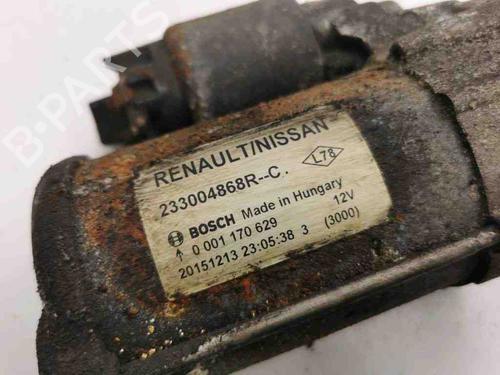 B-PARTS
RENAULT/NISSAN
233004868R--C.
L78
BOSCH Made in Hungary
0 001 170 629 12V
20151213 23:05:38 3 (3000)